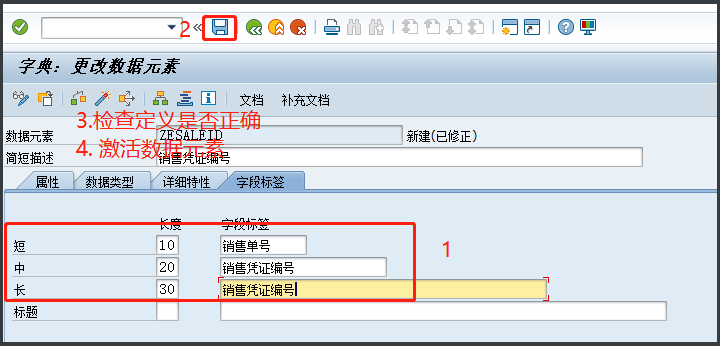 2 «
字典：更改数据元素
文档 补充文档
3.检查定义是否正确
数据元素 ZESALEID 新建(已修正)
4. 激活数据元素
简短描述 销售凭证编号
属性 数据类型 详细特性 字段标签
长度 字段标签
短 10 销售单号 1
中 20 销售凭证编号
长 30 销售凭证编号
标题